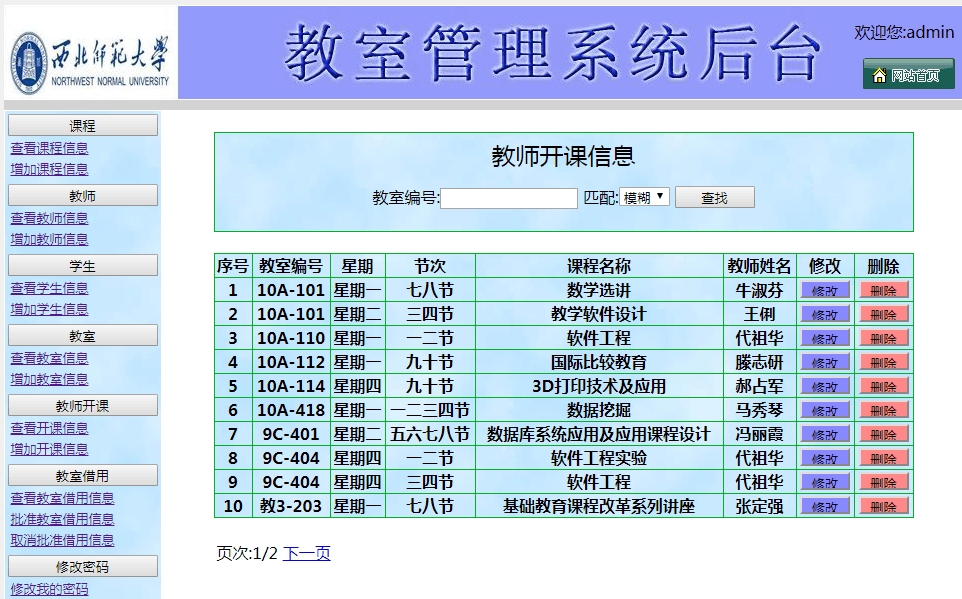 西北师范大学
NORTHWEST NORMAL UNIVERSITY
教室管理系统后台
欢迎您:admin
网站首页
课程
查看课程信息
增加课程信息
教师
查看教师信息
增加教师信息
学生
查看学生信息
增加学生信息
教室
查看教室信息
增加教室信息
教师开课
查看开课信息
增加开课信息
教室借用
查看教室借用信息
批准教室借用信息
取消批准借用信息
修改密码
修改我的密码
教师开课信息
教室编号: 匹配: 模糊 查找
序号 教室编号 星期 节次 课程名称 教师姓名 修改 删除
1 10A-101 星期一 七八节 数学选讲 牛淑芬 修改 删除
2 10A-101 星期二 三四节 教学软件设计 王俐 修改 删除
3 10A-110 星期一 一二节 软件工程 代祖华 修改 删除
4 10A-112 星期一 九十节 国际比较教育 滕志研 修改 删除
5 10A-114 星期四 九十节 3D打印技术及应用 郝占军 修改 删除
6 10A-418 星期一 一二三四节 数据挖掘 马秀琴 修改 删除
7 9C-401 星期二 五六七八节 数据库系统应用及应用课程设计 冯丽霞 修改 删除
8 9C-404 星期四 一二节 软件工程实验 代祖华 修改 删除
9 9C-404 星期四 三四节 软件工程 代祖华 修改 删除
10 教3-203 星期一 七八节 基础教育课程改革系列讲座 张定强 修改 删除
页次:1/2 下一页